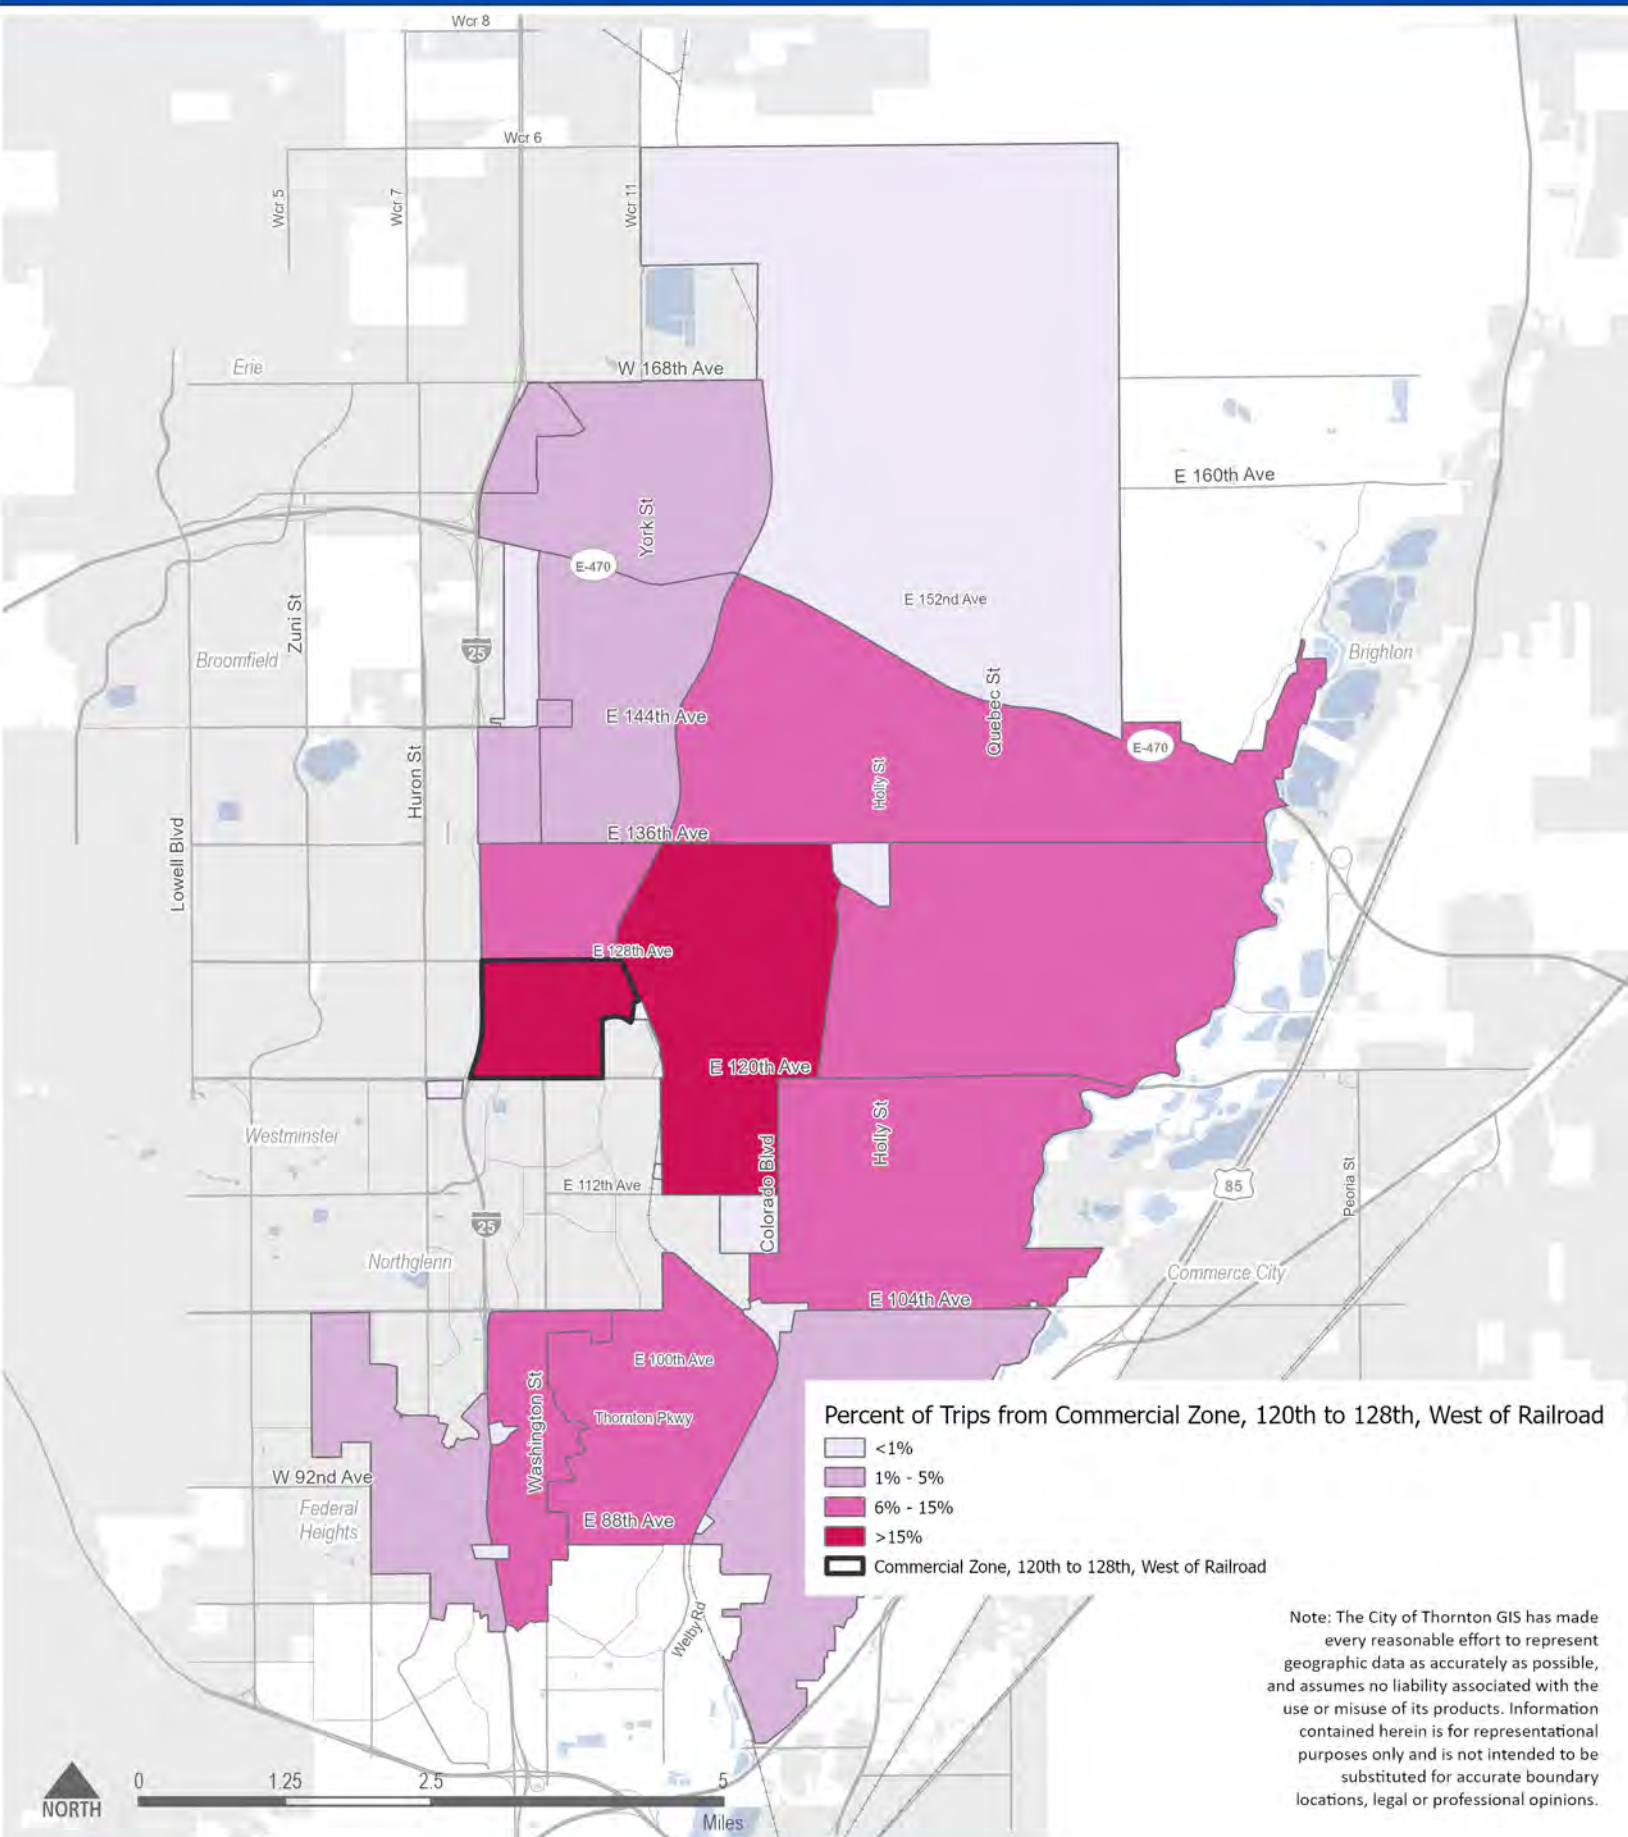 Wcr 8
Wcr 6
Wcr 5
Wcr 7
Wcr 11
Erie
W 168th Ave
E 160th Ave
York St
E-470
E 152nd Ave
Zuni St
Broomfield
25
Brighton
E 144th Ave
Quebec St
E-470
Huron St
Holly St
Lowell Blvd
E 136th Ave
E 128th Ave
E 120th Ave
Westminster
Holly St
Colorado Blvd
E 112th Ave
85
Peoria St
25
Northglenn
Commerce City
E 104th Ave
E 100th Ave
Washington St
Thornton Pkwy
W 92nd Ave
Federal
Heights
E 88th Ave
Welby Rd
Percent of Trips from Commercial Zone, 120th to 128th, West of Railroad
<1%
1% - 5%
6% - 15%
>15%
Commercial Zone, 120th to 128th, West of Railroad
Note: The City of Thornton GIS has made
every reasonable effort to represent
geographic data as accurately as possible,
and assumes no liability associated with the
use or misuse of its products. Information
contained herein is for representational
purposes only and is not intended to be
substituted for accurate boundary
locations, legal or professional opinions.
NORTH
0 1.25 2.5 5
Miles